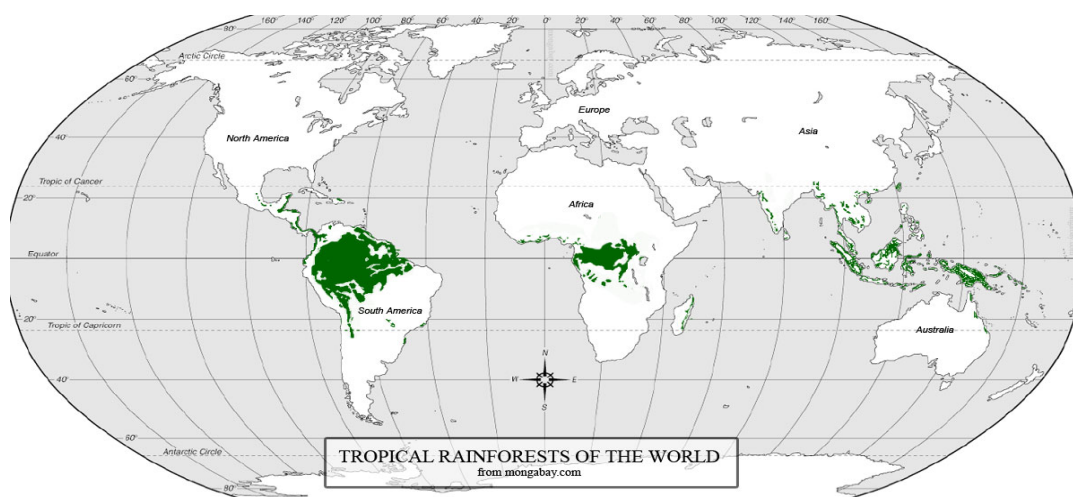 160° 140° 120° 80° 60° 40° 20° 0° 20° 40° 60° 80° 100° 120° 140° 160°
80°
Arctic Circle
60°
Europe
North America
Asia
40°
Tropic of Cancer
20°
Africa
Equator
0°
South America
20°
Tropic of Capricorn
Australia
N
W E
S
40°
60°
Antarctic Circle
TROPICAL RAINFORESTS OF THE WORLD
from mongabay.com
80°